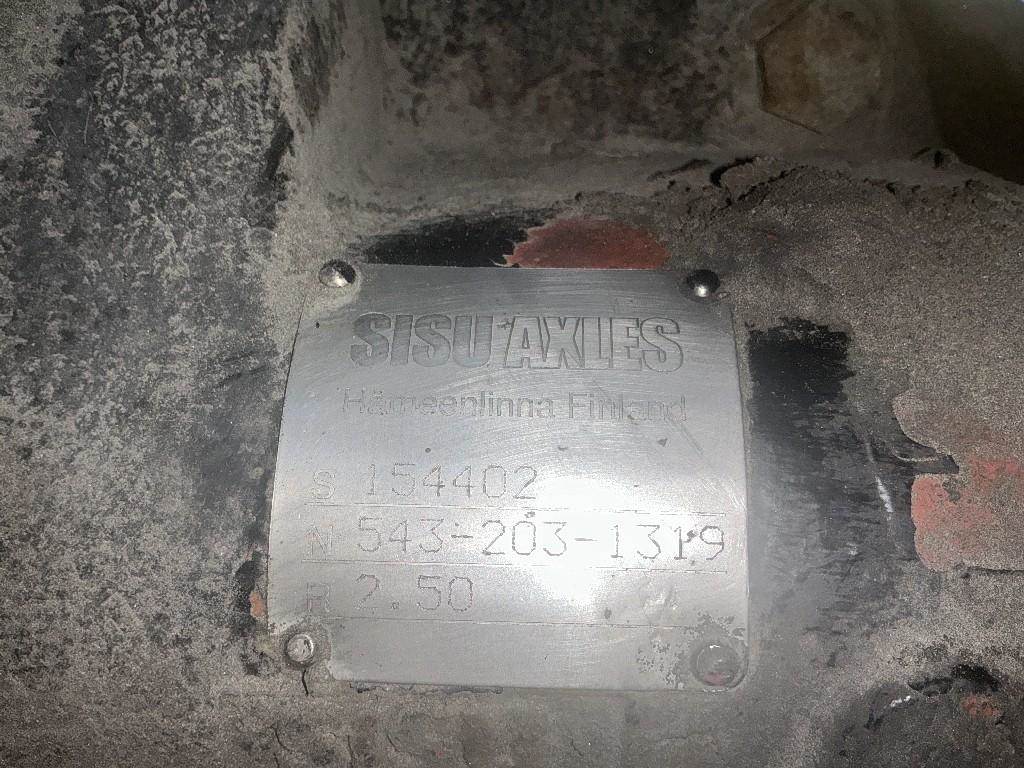 SISU AXLES
Hämeenlinna Finland
S 154402
N 543-203-1319
R 2.50